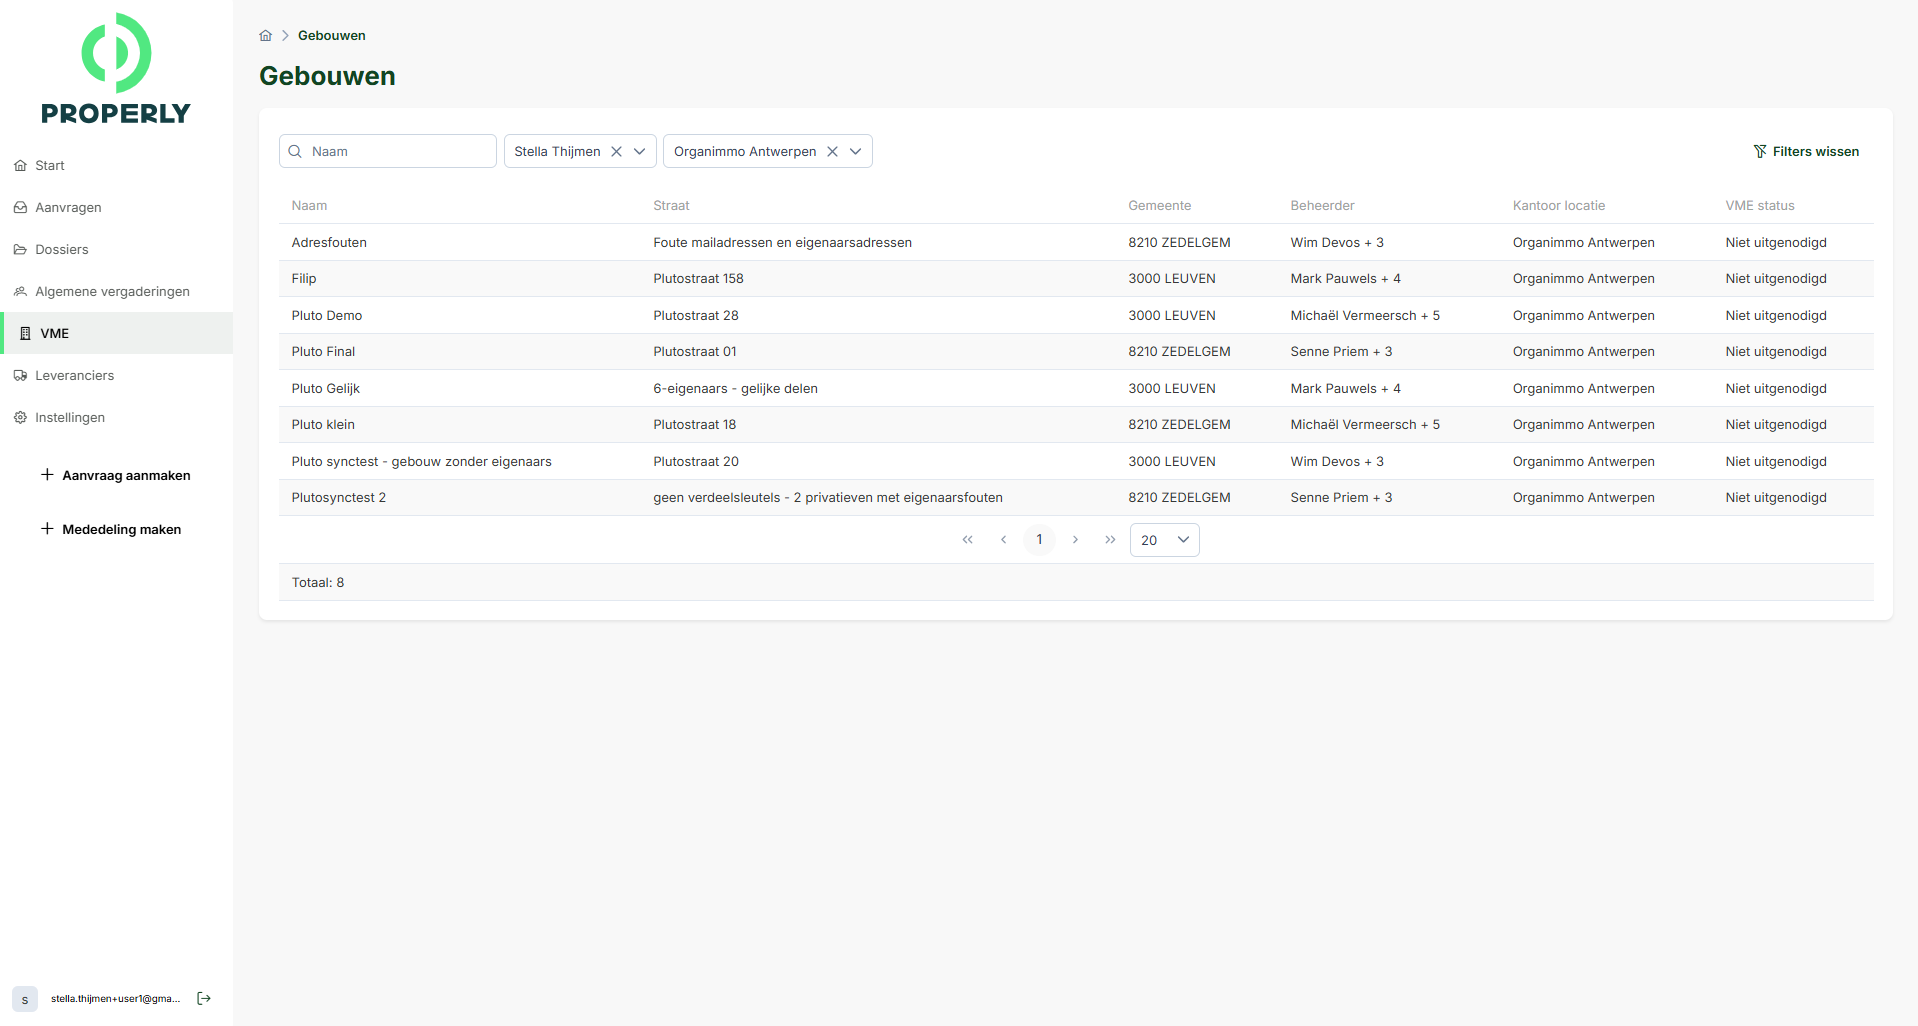 PROPERLY
Start
Aanvragen
Dossiers
Algemene vergaderingen
VME
Leveranciers
Instellingen
Aanvraag aanmaken
Mededeling maken
s stella.thijmen+user1@gma...
Gebouwen
Gebouwen
Naam Stella Thijmen Organimmo Antwerpen Filters wissen
Naam Straat Gemeente Beheerder Kantoor locatie VME status
Adresfouten Foute mailadressen en eigenaarsadressen 8210 ZEDELGEM Wim Devos + 3 Organimmo Antwerpen Niet uitgenodigd
Filip Plutostraat 158 3000 LEUVEN Mark Pauwels + 4 Organimmo Antwerpen Niet uitgenodigd
Pluto Demo Plutostraat 28 3000 LEUVEN Michaël Vermeersch + 5 Organimmo Antwerpen Niet uitgenodigd
Pluto Final Plutostraat 01 8210 ZEDELGEM Senne Priem + 3 Organimmo Antwerpen Niet uitgenodigd
Pluto Gelijk 6-eigenaars - gelijke delen 3000 LEUVEN Mark Pauwels + 4 Organimmo Antwerpen Niet uitgenodigd
Pluto klein Plutostraat 18 8210 ZEDELGEM Michaël Vermeersch + 5 Organimmo Antwerpen Niet uitgenodigd
Pluto synctest - gebouw zonder eigenaars Plutostraat 20 3000 LEUVEN Wim Devos + 3 Organimmo Antwerpen Niet uitgenodigd
Plutosynctest 2 geen verdeelsleutels - 2 privatieven met eigenaarsfouten 8210 ZEDELGEM Senne Priem + 3 Organimmo Antwerpen Niet uitgenodigd
1 20
Totaal: 8